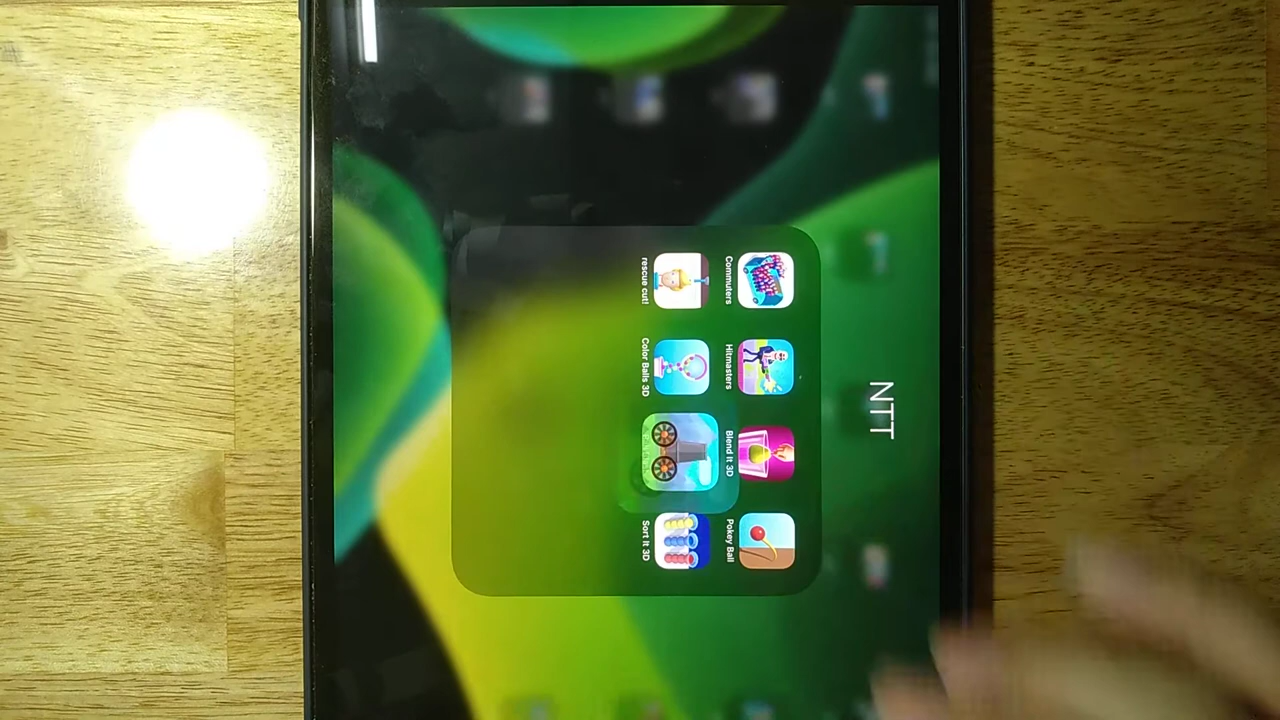 NTT
Commuters
Hitmasters
Blend It 3D
Pokey Ball
rescue cut!
Color Balls 3D
Sort It 3D